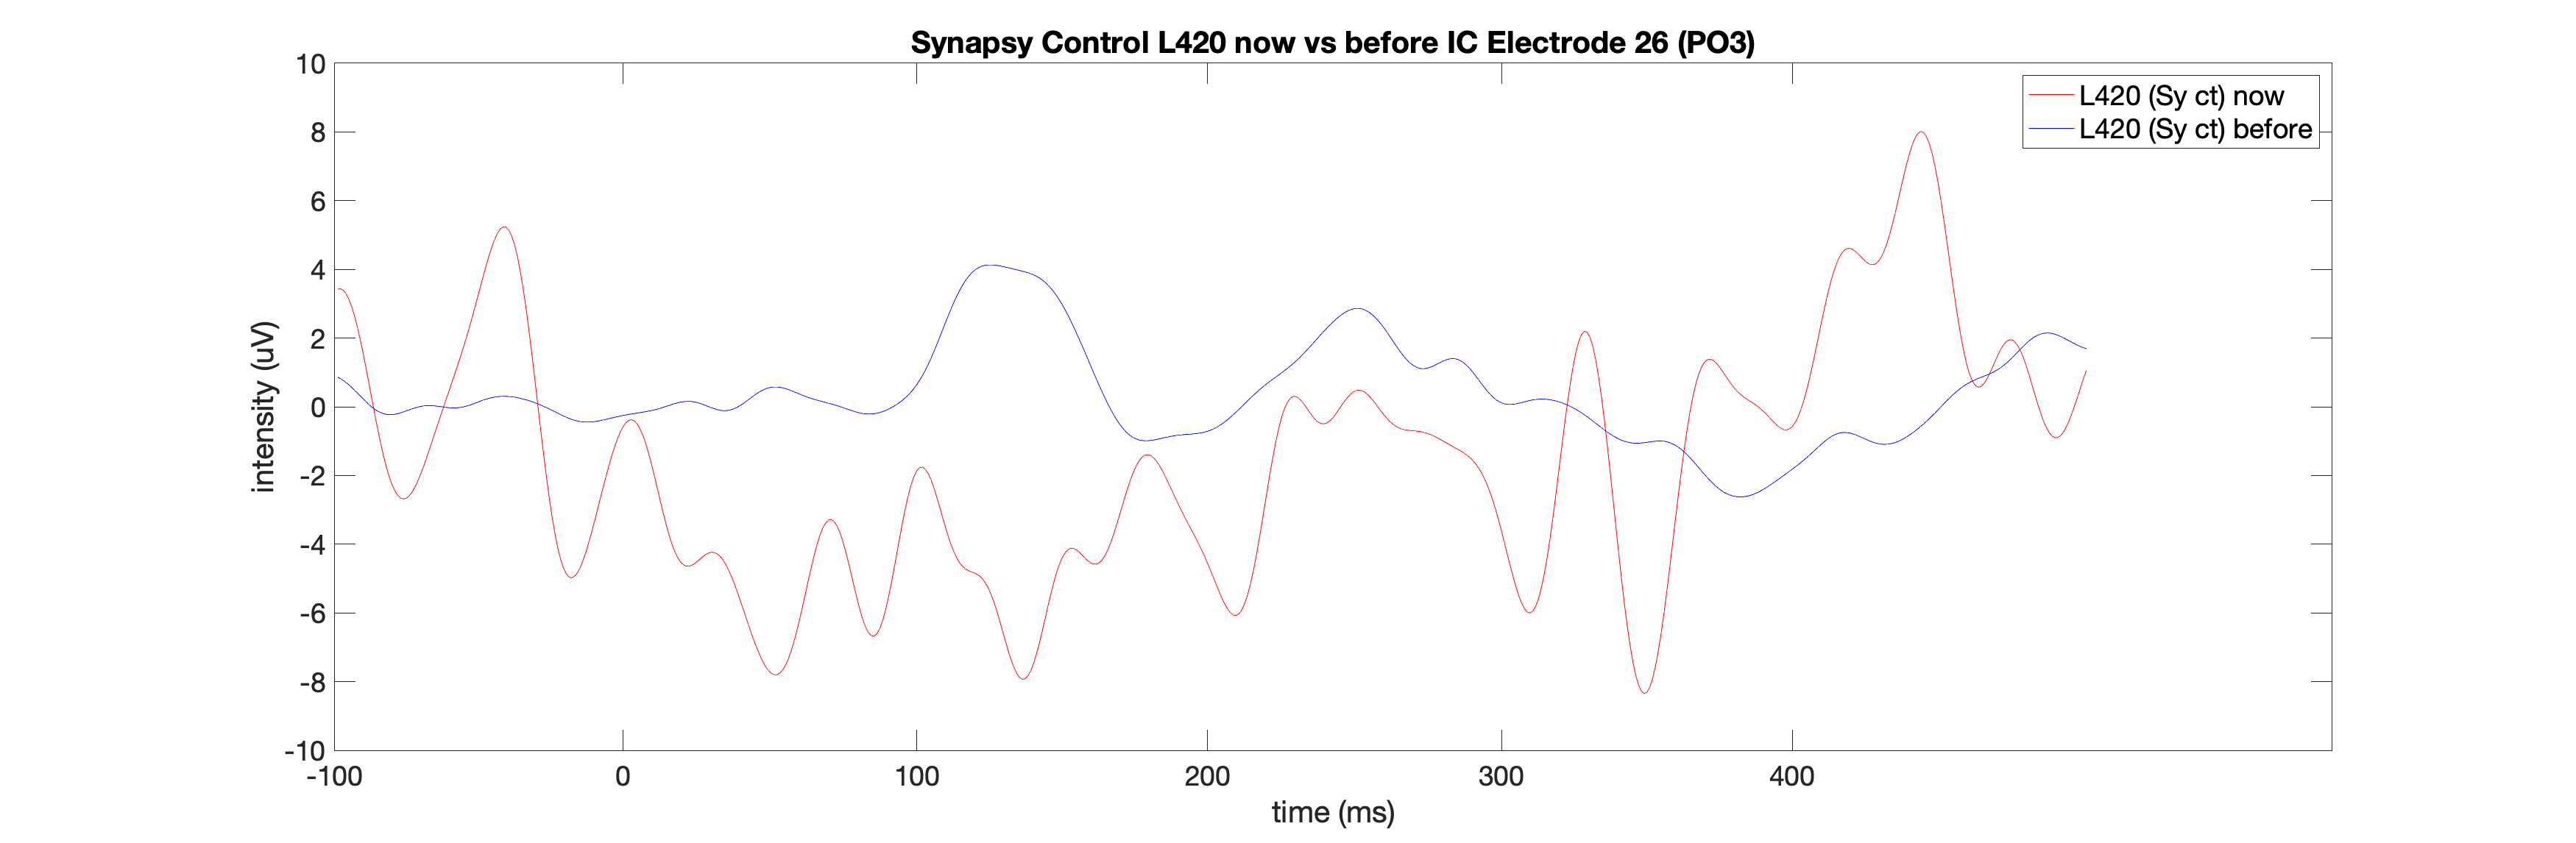 Synapsy Control L420 now vs before IC Electrode 26 (PO3)
10
8
6
4
2
0
-2
-4
-6
-8
-10
intensity (uV)
L420 (Sy ct) now
L420 (Sy ct) before
-100 0 100 200 300 400
time (ms)